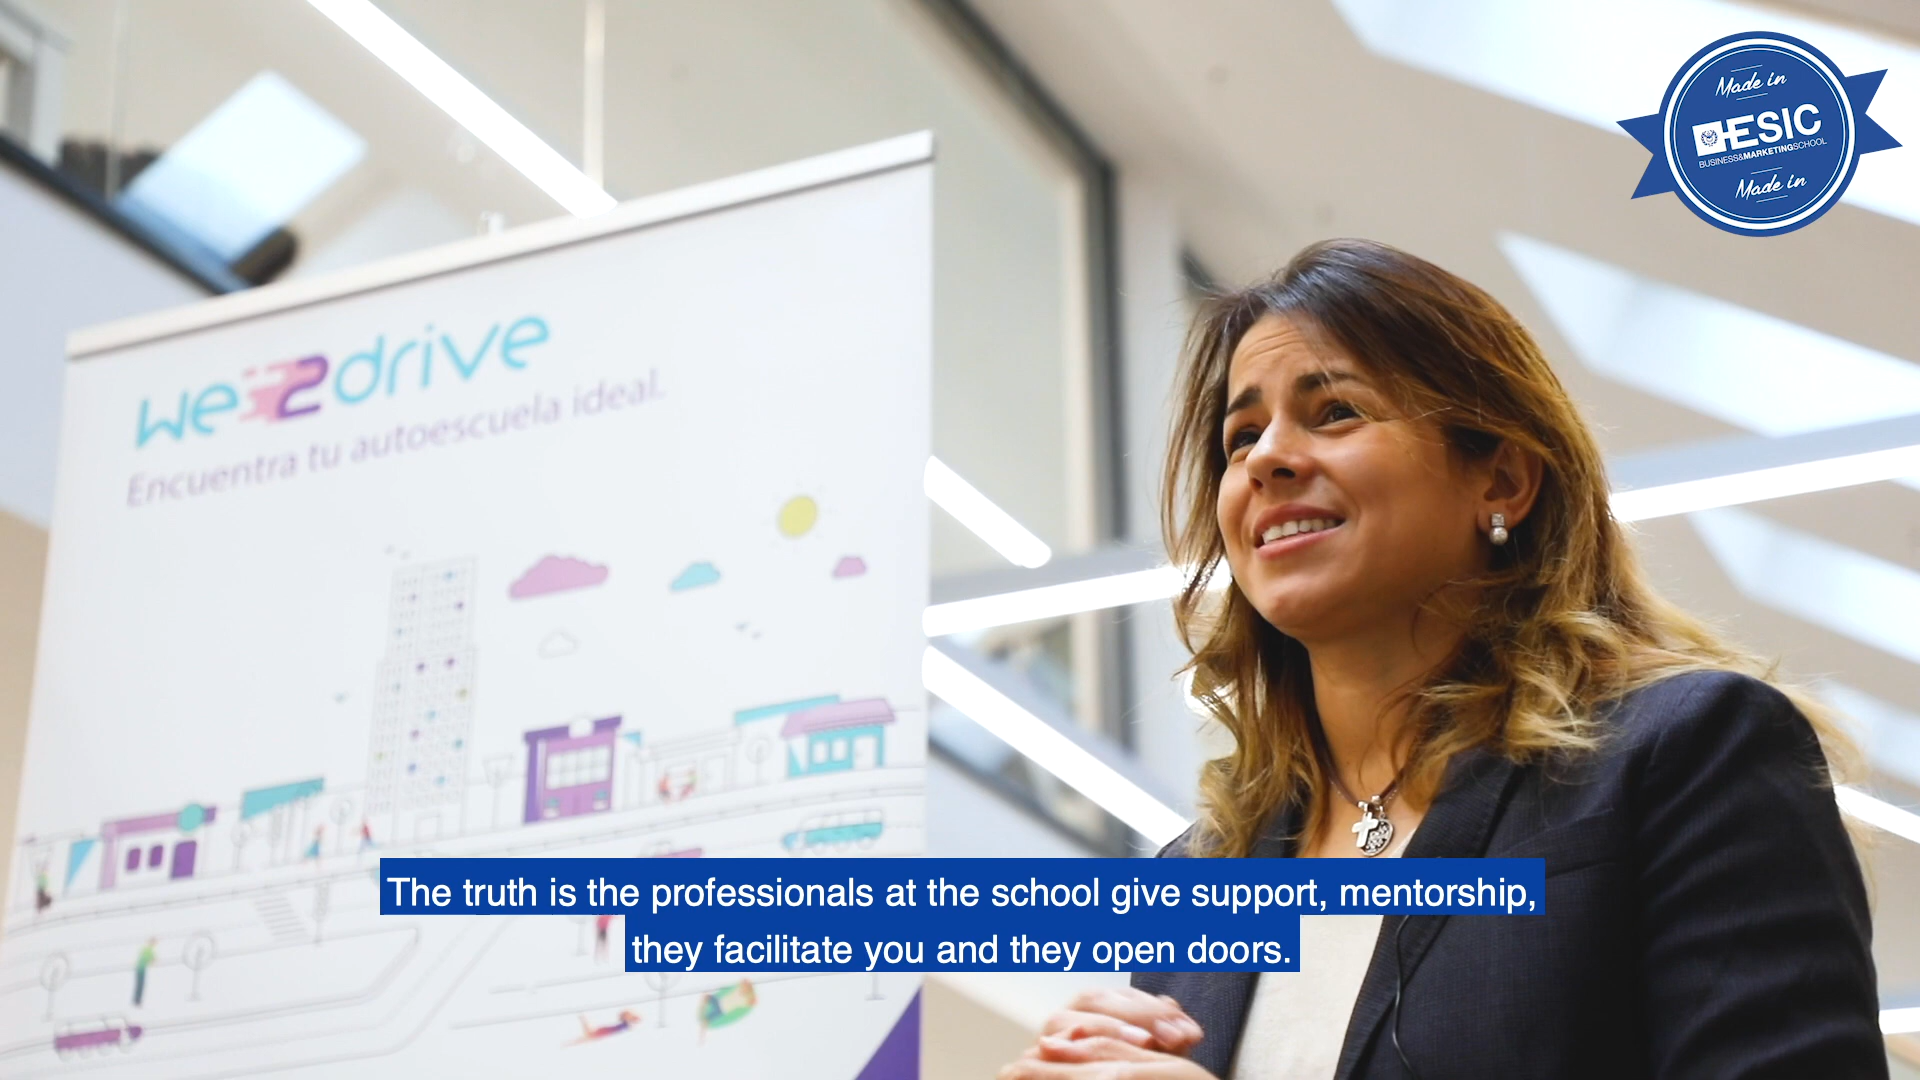 Made in
ESIC
BUSINESS&MARKETINGSCHOOL
Made in
we2drive
Encuentra tu autoescuela ideal.
The truth is the professionals at the school give support, mentorship,
they facilitate you and they open doors.